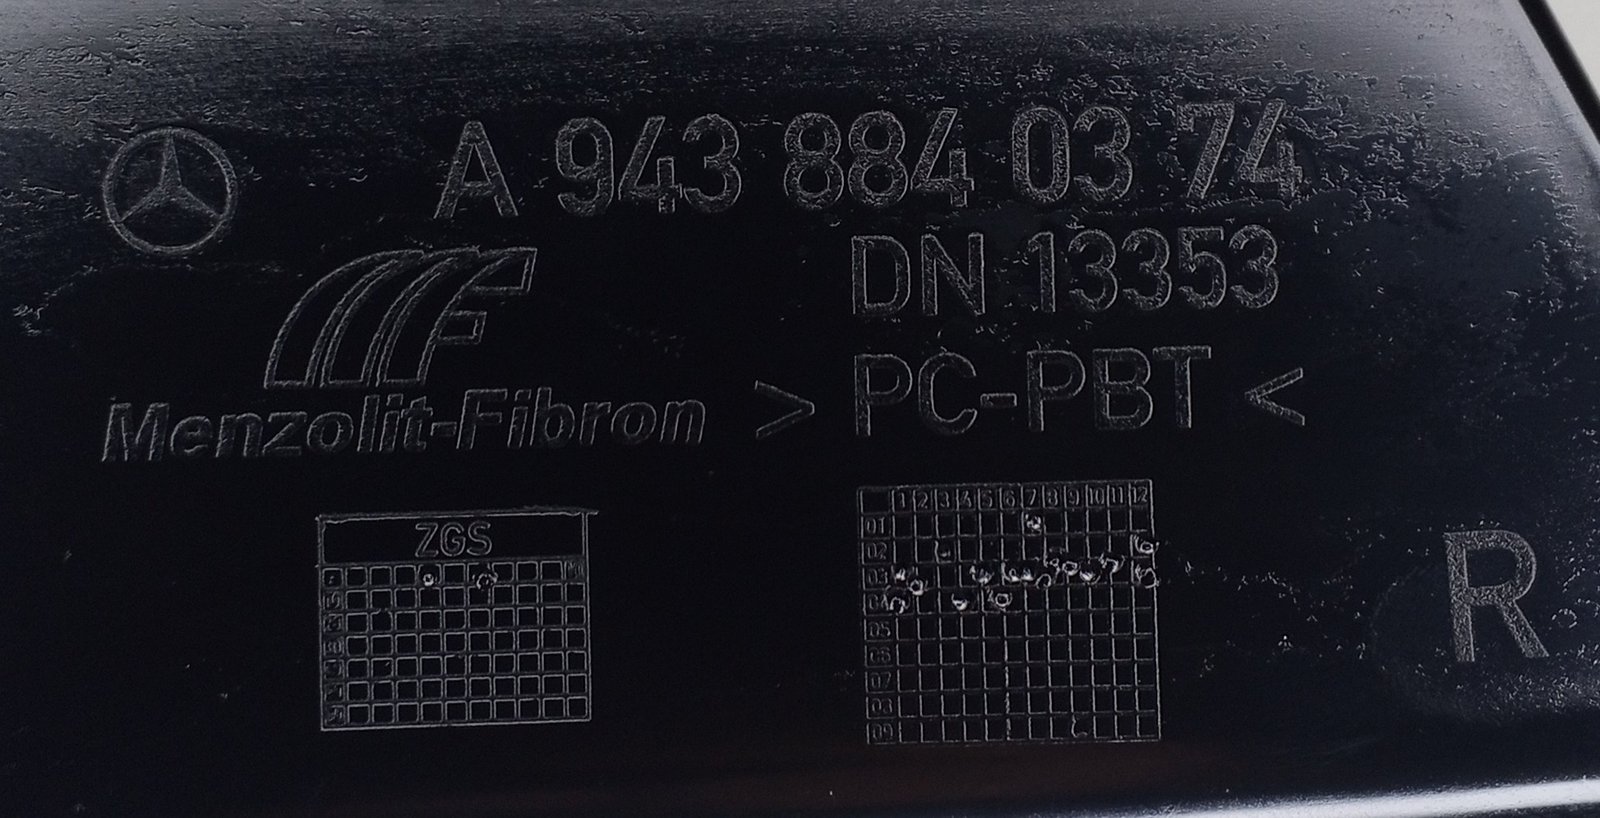 A 943 884 03 74
DN 13353
Menzolit-Fibron
> PC-PBT <
ZGS
1 2 3 4 5 6 7 8 9 10 11 12
01
02
03
04
05
06
07
08
09
R